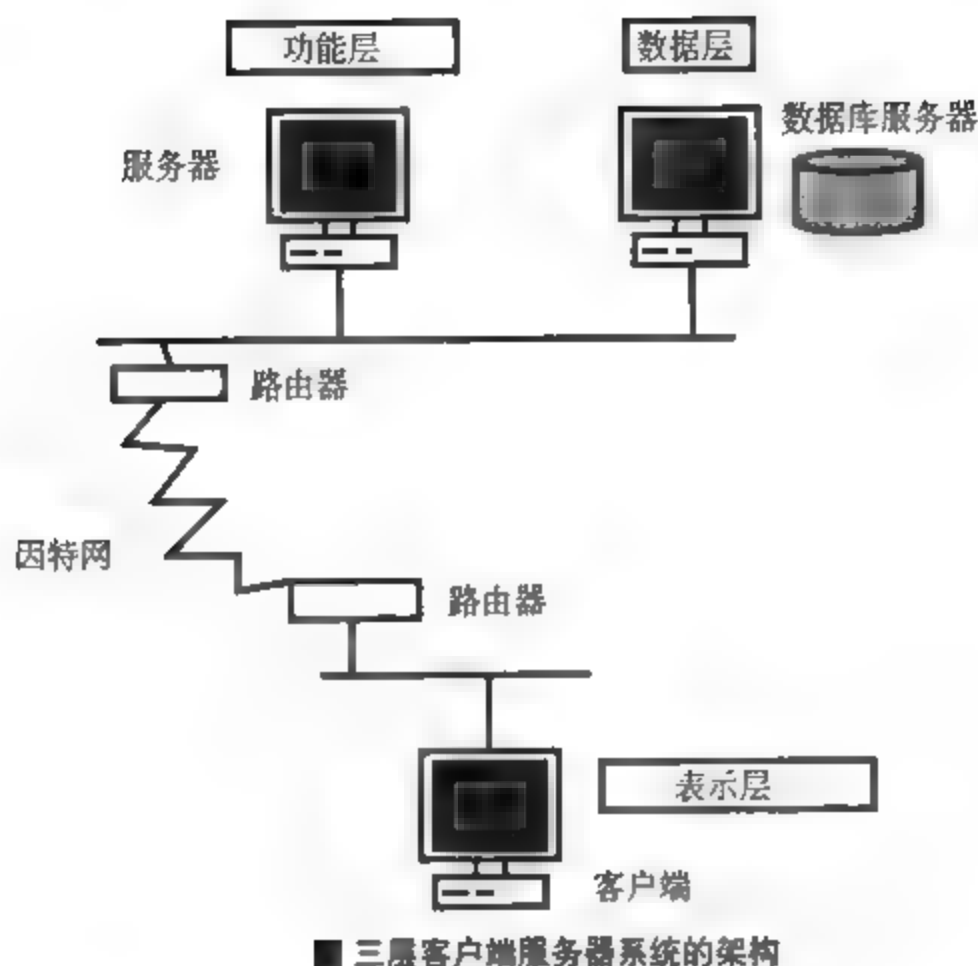 功能层
数据层
数据库服务器
服务器
路由器
因特网
路由器
表示层
客户端
三层客户端服务器系统的架构